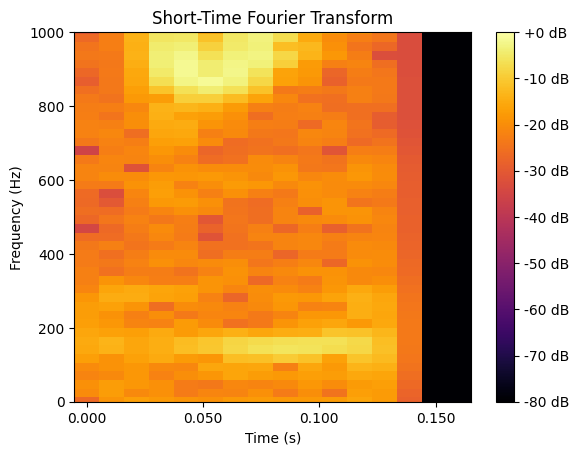 Short-Time Fourier Transform
1000
800
600
400
200
0
Frequency (Hz)
0.000
0.050
0.100
0.150
Time (s)
+0 dB
-10 dB
-20 dB
-30 dB
-40 dB
-50 dB
-60 dB
-70 dB
-80 dB